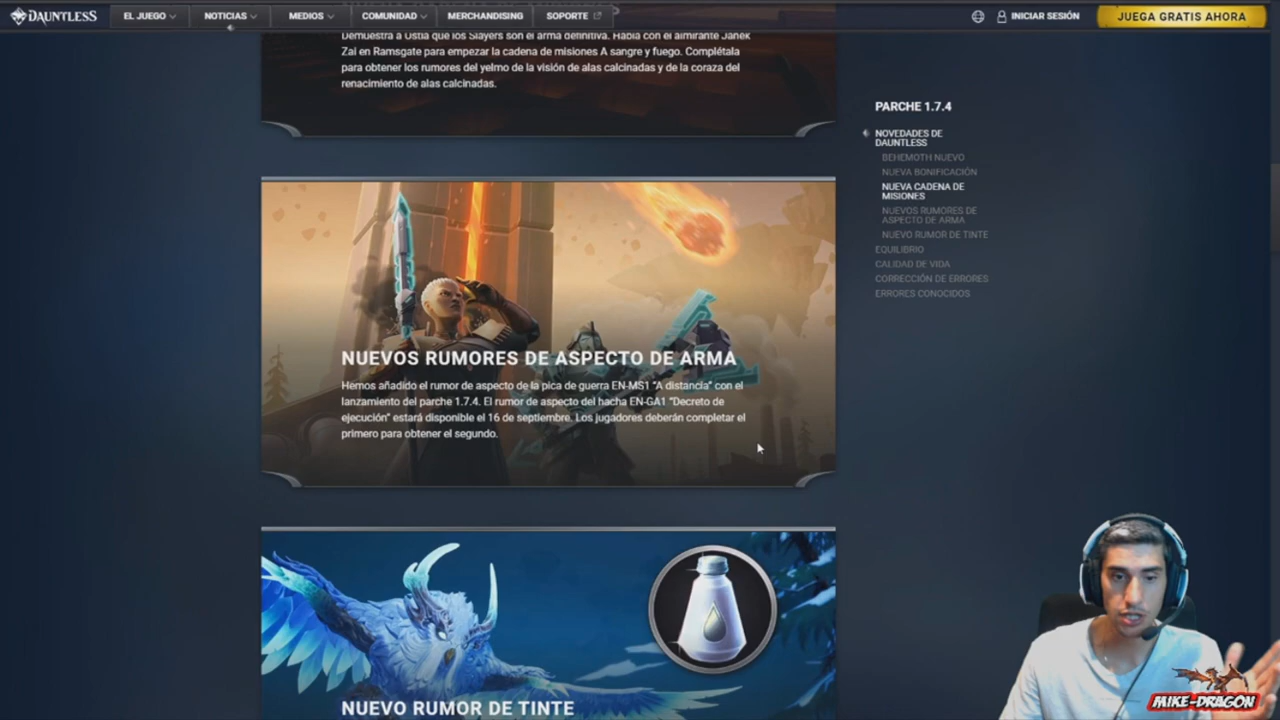 DAUNTLESS
EL JUEGO
NOTICIAS
MEDIOS
COMUNIDAD
MERCHANDISING
SOPORTE
INICIAR SESIÓN
JUEGA GRATIS AHORA
Demuestra a Ostia que los Slayers son el arma definitiva. Habla con el almirante Janek
Zai en Ramsgate para empezar la cadena de misiones A sangre y fuego. Complétala
para obtener los rumores del yelmo de la visión de alas calcinadas y de la coraza del
renacimiento de alas calcinadas.
NUEVOS RUMORES DE ASPECTO DE ARMA
Hemos añadido el rumor de aspecto de la pica de guerra EN-MS1 "A distancia" con el
lanzamiento del parche 1.7.4. El rumor de aspecto del hacha EN-GA1 "Decreto de
ejecución" estará disponible el 16 de septiembre. Los jugadores deberán completar el
primero para obtener el segundo.
NUEVO RUMOR DE TINTE
PARCHE 1.7.4
NOVEDADES DE
DAUNTLESS
BEHEMOTH NUEVO
NUEVA BONIFICACIÓN
NUEVA CADENA DE
MISIONES
NUEVOS RUMORES DE
ASPECTO DE ARMA
NUEVO RUMOR DE TINTE
EQUILIBRIO
CALIDAD DE VIDA
CORRECCIÓN DE ERRORES
ERRORES CONOCIDOS
MIKE-DRAGON